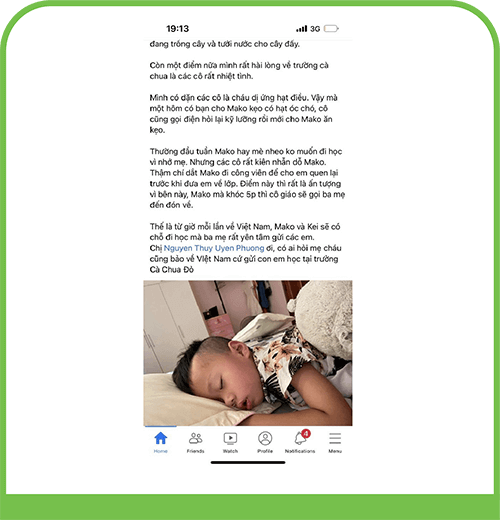 19:13
3G
đang trồng cây và tưới nước cho cây đấy.
Còn một điểm nữa mình rất hài lòng về trường cà
chua là các cô rất nhiệt tình.
Mình có dặn các cô là cháu dị ứng hạt điều. Vậy mà
một hôm có bạn cho Mako kẹo có hạt óc chó, cô
cũng gọi điện hỏi lại kỹ lưỡng rồi mới cho Mako ăn
kẹo.
Thường đầu tuần Mako hay mè nheo ko muốn đi học
vì nhớ mẹ. Nhưng các cô rất kiên nhẫn dỗ Mako.
Thậm chí dắt Mako đi công viên để cho em quen lại
trước khi đưa em về lớp. Điểm này thì rất là ấn tượng
vì bên này, Mako mà khóc 5p thì cô giáo sẽ gọi ba mẹ
đến đón về.
Thế là từ giờ mỗi lần về Việt Nam, Mako và Kei sẽ có
chỗ đi học mà ba mẹ rất yên tâm gửi các em.
Chị Nguyen Thuy Uyen Phuong ơi, có ai hỏi mẹ cháu
cũng bảo về VIệt Nam cứ gửi con em học tại trường
Cà Chua Đỏ
4
Home
Friends
Watch
Profile
Notifications
Menu